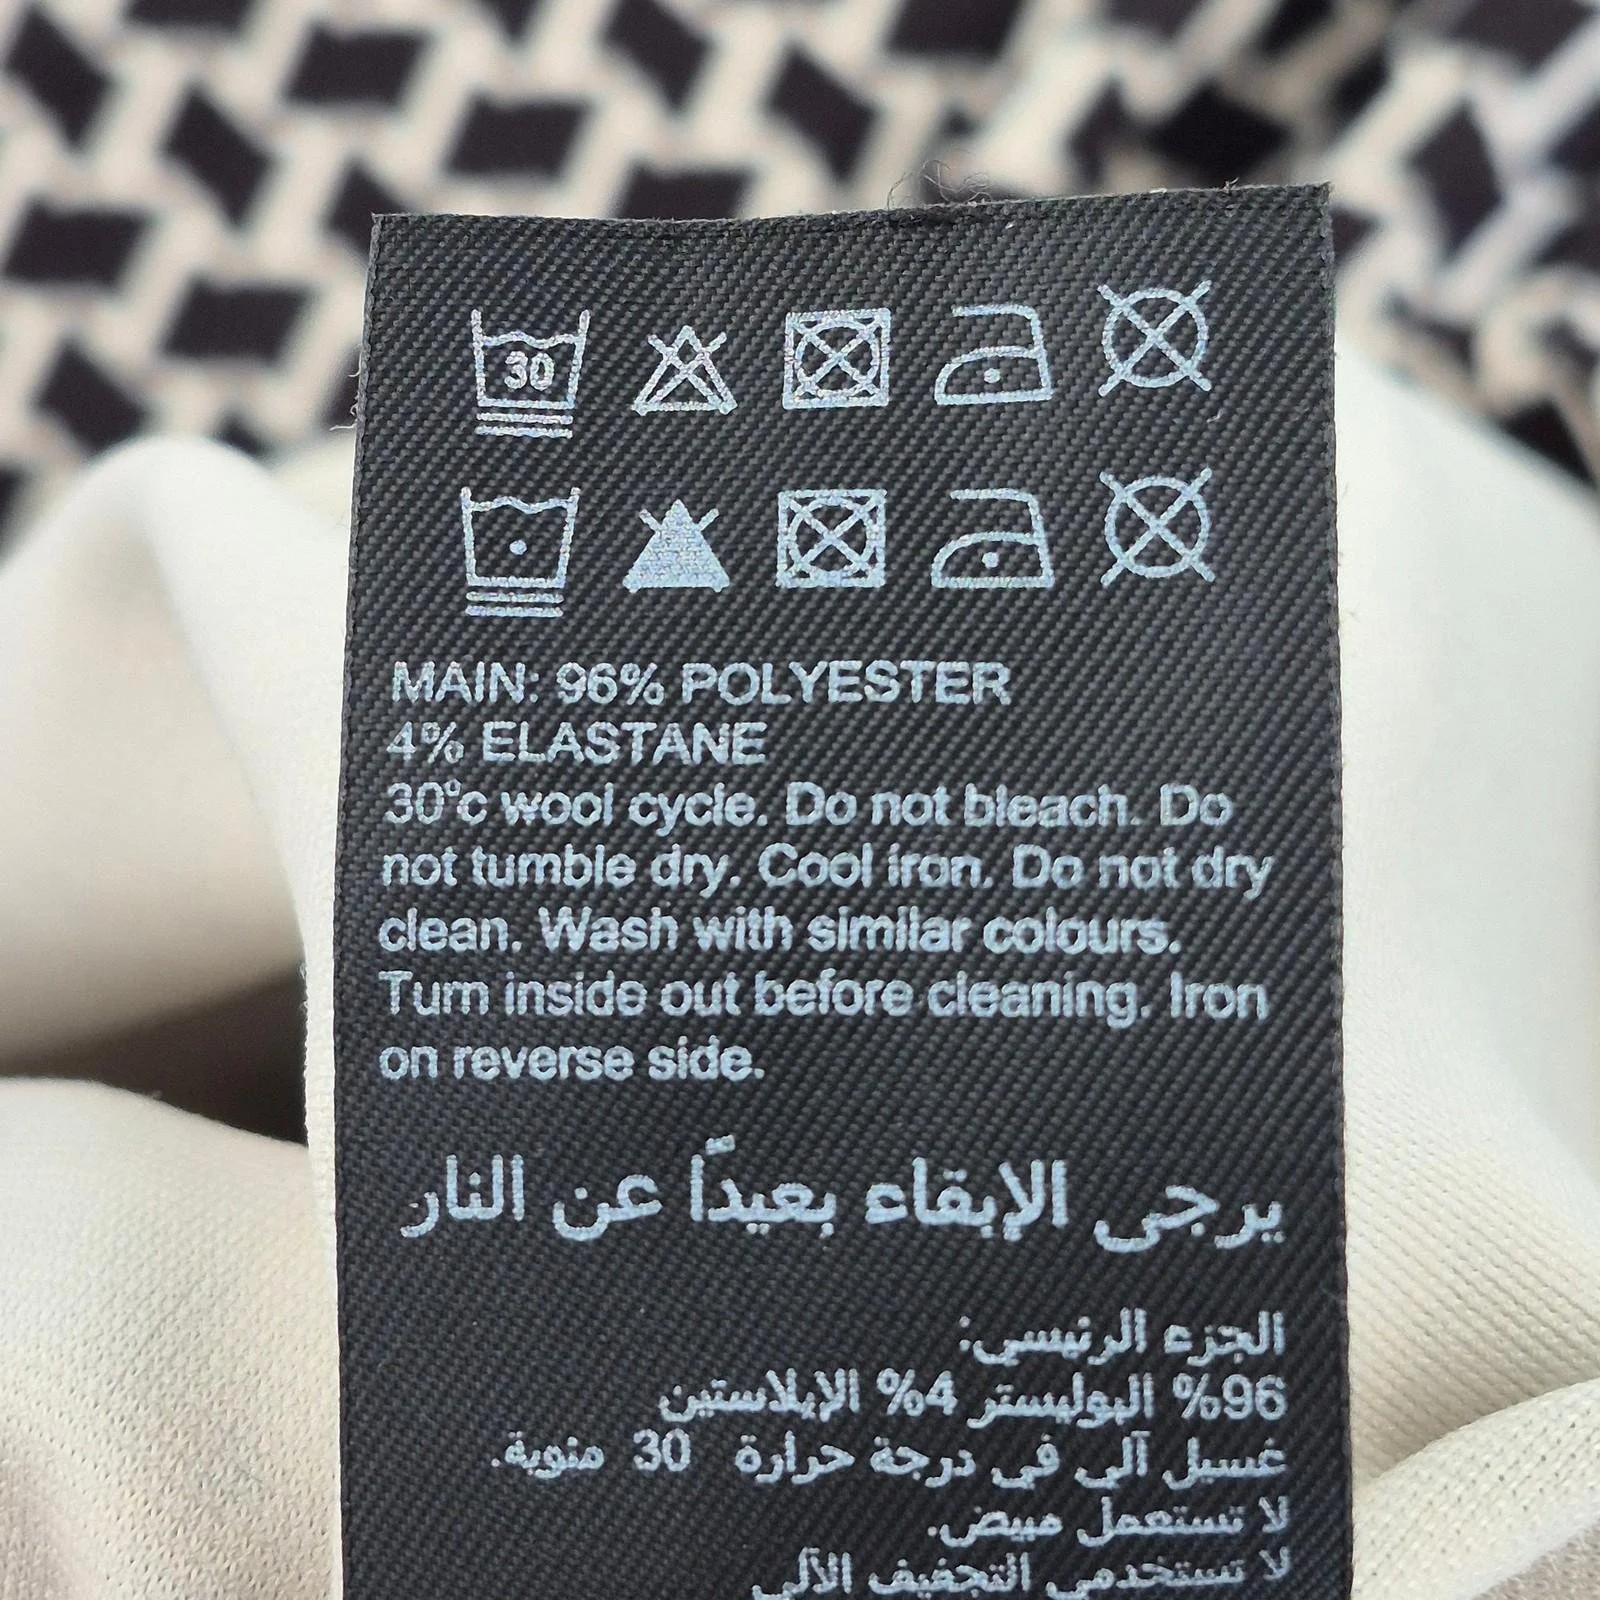 30
MAIN: 96% POLYESTER
4% ELASTANE
30°c wool cycle. Do not bleach. Do
not tumble dry. Cool iron. Do not dry
clean. Wash with similar colours.
Turn inside out before cleaning. Iron
on reverse side.
يرجى الإبقاء بعيداً عن النار
الجزء الرئيسي:
96% البوليستر 4% الإيلاستين
غسيل آلي في درجة حرارة 30 مئوية.
لا تستعمل مبيض.
لا تستخدمي التجفيف الآلي